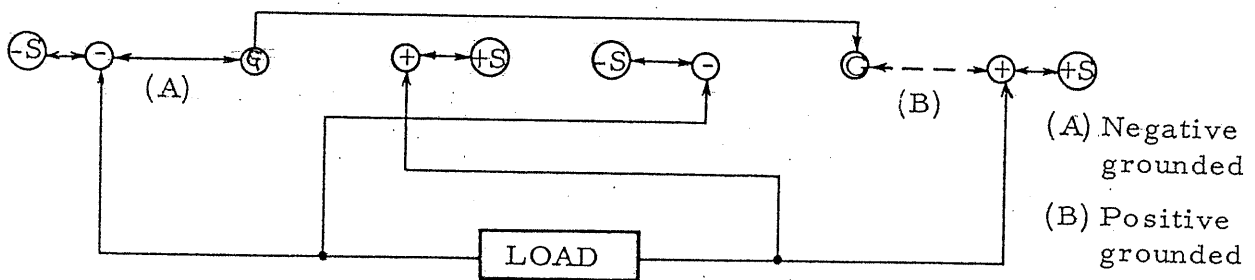 -S - G + +S -S - G + +S
(A) (B)
(A) Negative
grounded
(B) Positive
grounded
LOAD